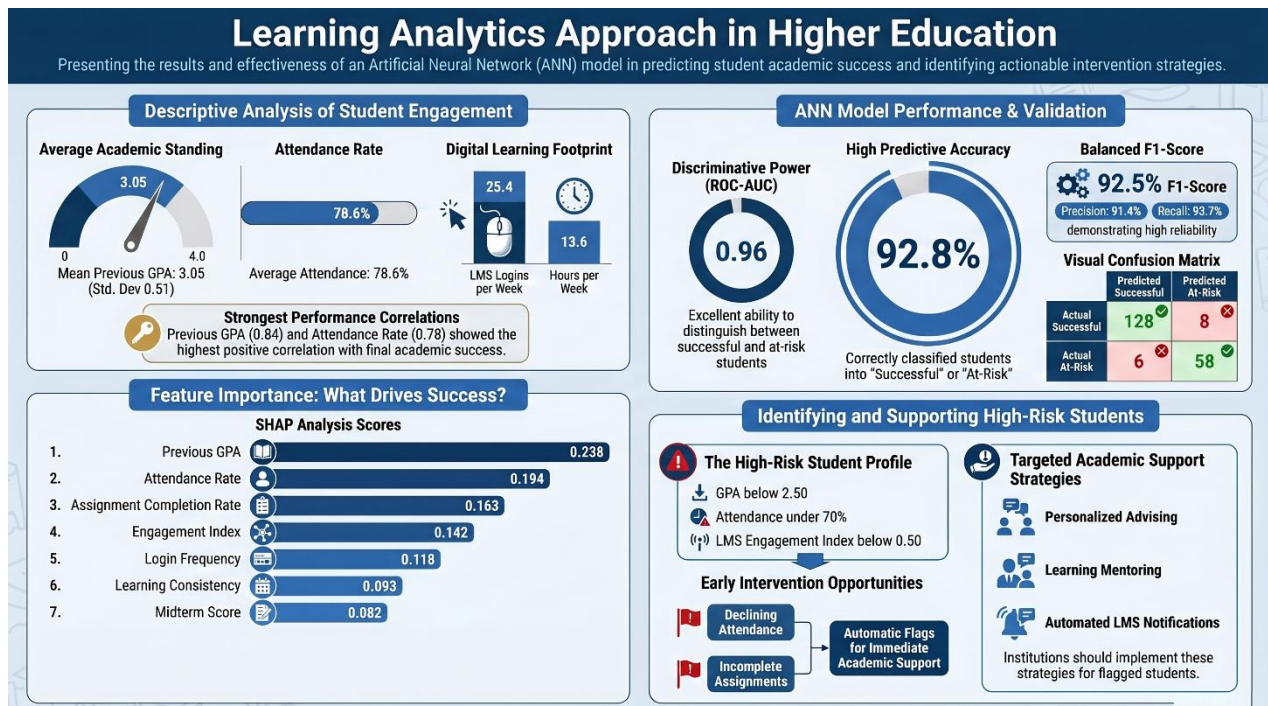 Learning Analytics Approach in Higher Education
Presenting the results and effectiveness of an Artificial Neural Network (ANN) model in predicting student academic success and identifying actionable intervention strategies.
Descriptive Analysis of Student Engagement
Average Academic Standing
3.05
0
4.0
Mean Previous GPA: 3.05
(Std. Dev 0.51)
Attendance Rate
78.6%
Average Attendance: 78.6%
Digital Learning Footprint
25.4
13.6
LMS Logins
per Week
Hours per
Week
Strongest Performance Correlations
Previous GPA (0.84) and Attendance Rate (0.78) showed the
highest positive correlation with final academic success.
ANN Model Performance & Validation
Discriminative Power
(ROC-AUC)
0.96
Excellent ability to
distinguish between
successful and at-risk
students
High Predictive Accuracy
92.8%
Correctly classified students
into "Successful" or "At-Risk"
Balanced F1-Score
92.5% F1-Score
Precision: 91.4% Recall: 93.7%
demonstrating high reliability
Visual Confusion Matrix
Predicted
Successful
Predicted
At-Risk
Actual
Successful
128
8
Actual
At-Risk
6
58
Feature Importance: What Drives Success?
SHAP Analysis Scores
1. Previous GPA 0.238
2. Attendance Rate 0.194
3. Assignment Completion Rate 0.163
4. Engagement Index 0.142
5. Login Frequency 0.118
6. Learning Consistency 0.093
7. Midterm Score 0.082
Identifying and Supporting High-Risk Students
The High-Risk Student Profile
GPA below 2.50
Attendance under 70%
LMS Engagement Index below 0.50
Early Intervention Opportunities
Declining
Attendance
Incomplete
Assignments
Automatic Flags
for Immediate
Academic Support
Targeted Academic Support
Strategies
Personalized Advising
Learning Mentoring
Automated LMS Notifications
Institutions should implement these
strategies for flagged students.